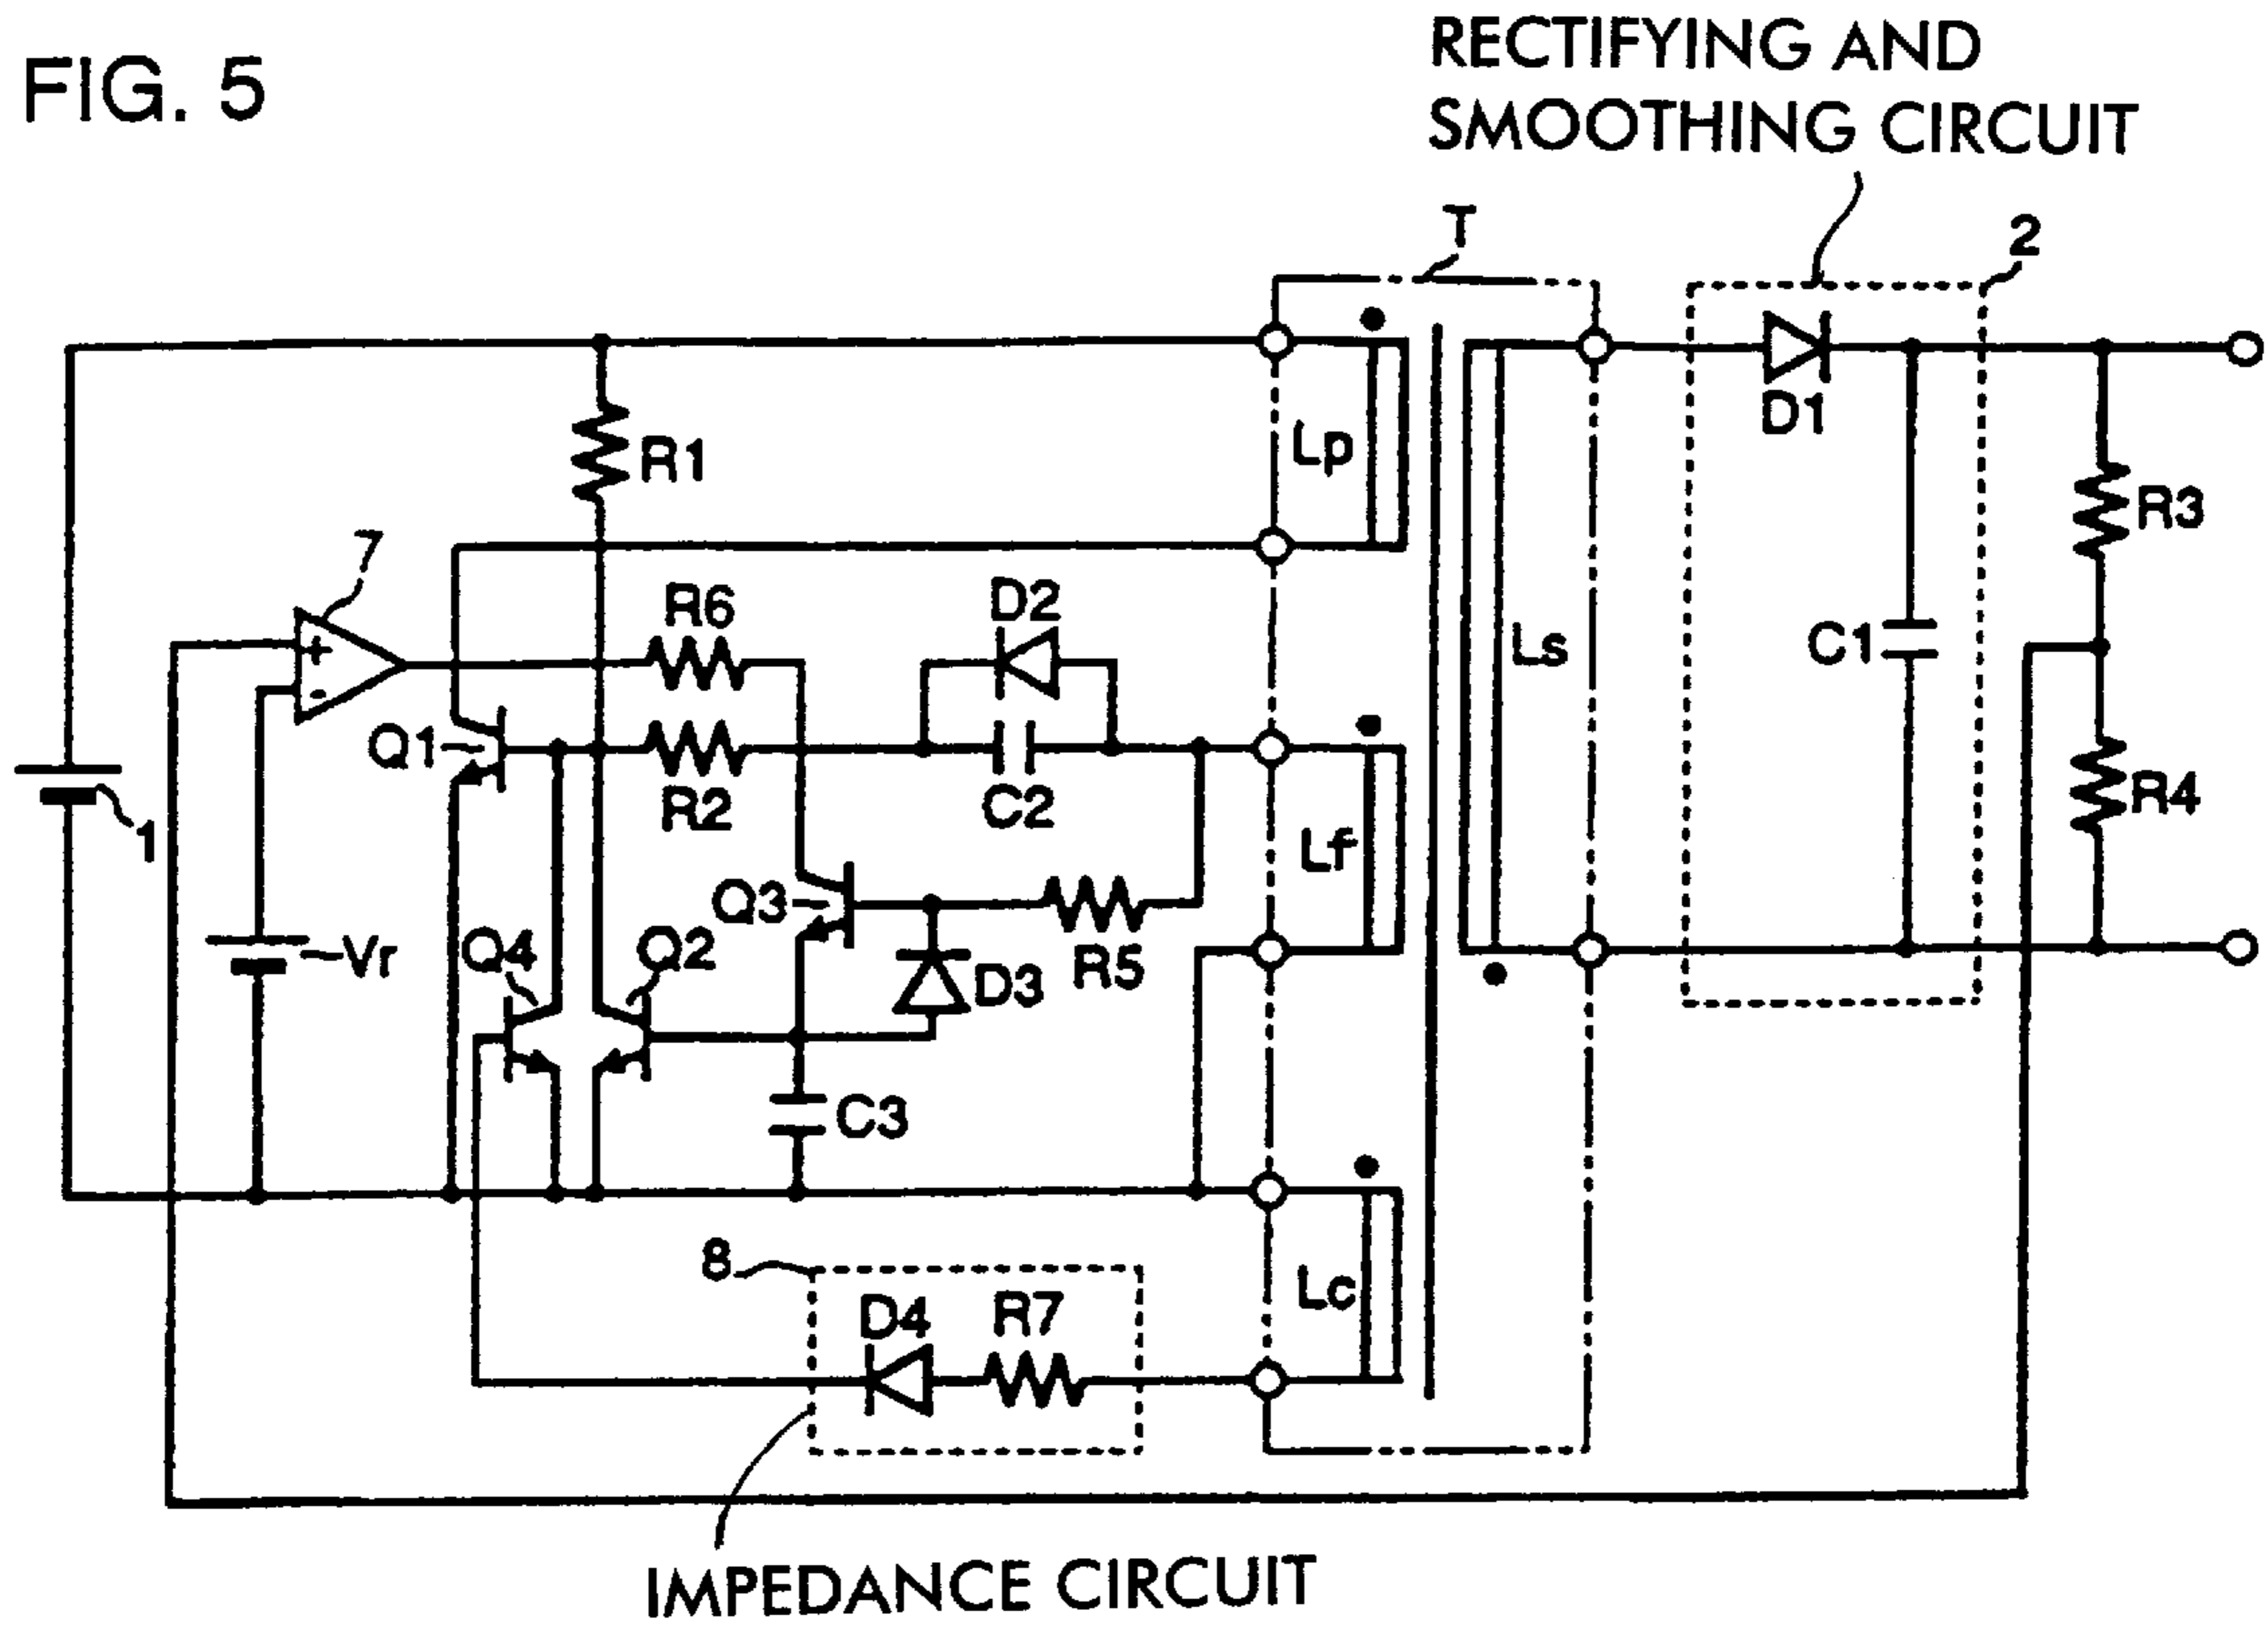 FIG. 5
RECTIFYING AND
SMOOTHING CIRCUIT
T
2
D1
R1
Lp
R3
7
+
-
R6
D2
Ls
C1
Q1
R2
C2
R4
1
Lf
Q3
Vr
Q4
Q2
D3
R5
C3
8
D4
R7
Lc
IMPEDANCE CIRCUIT